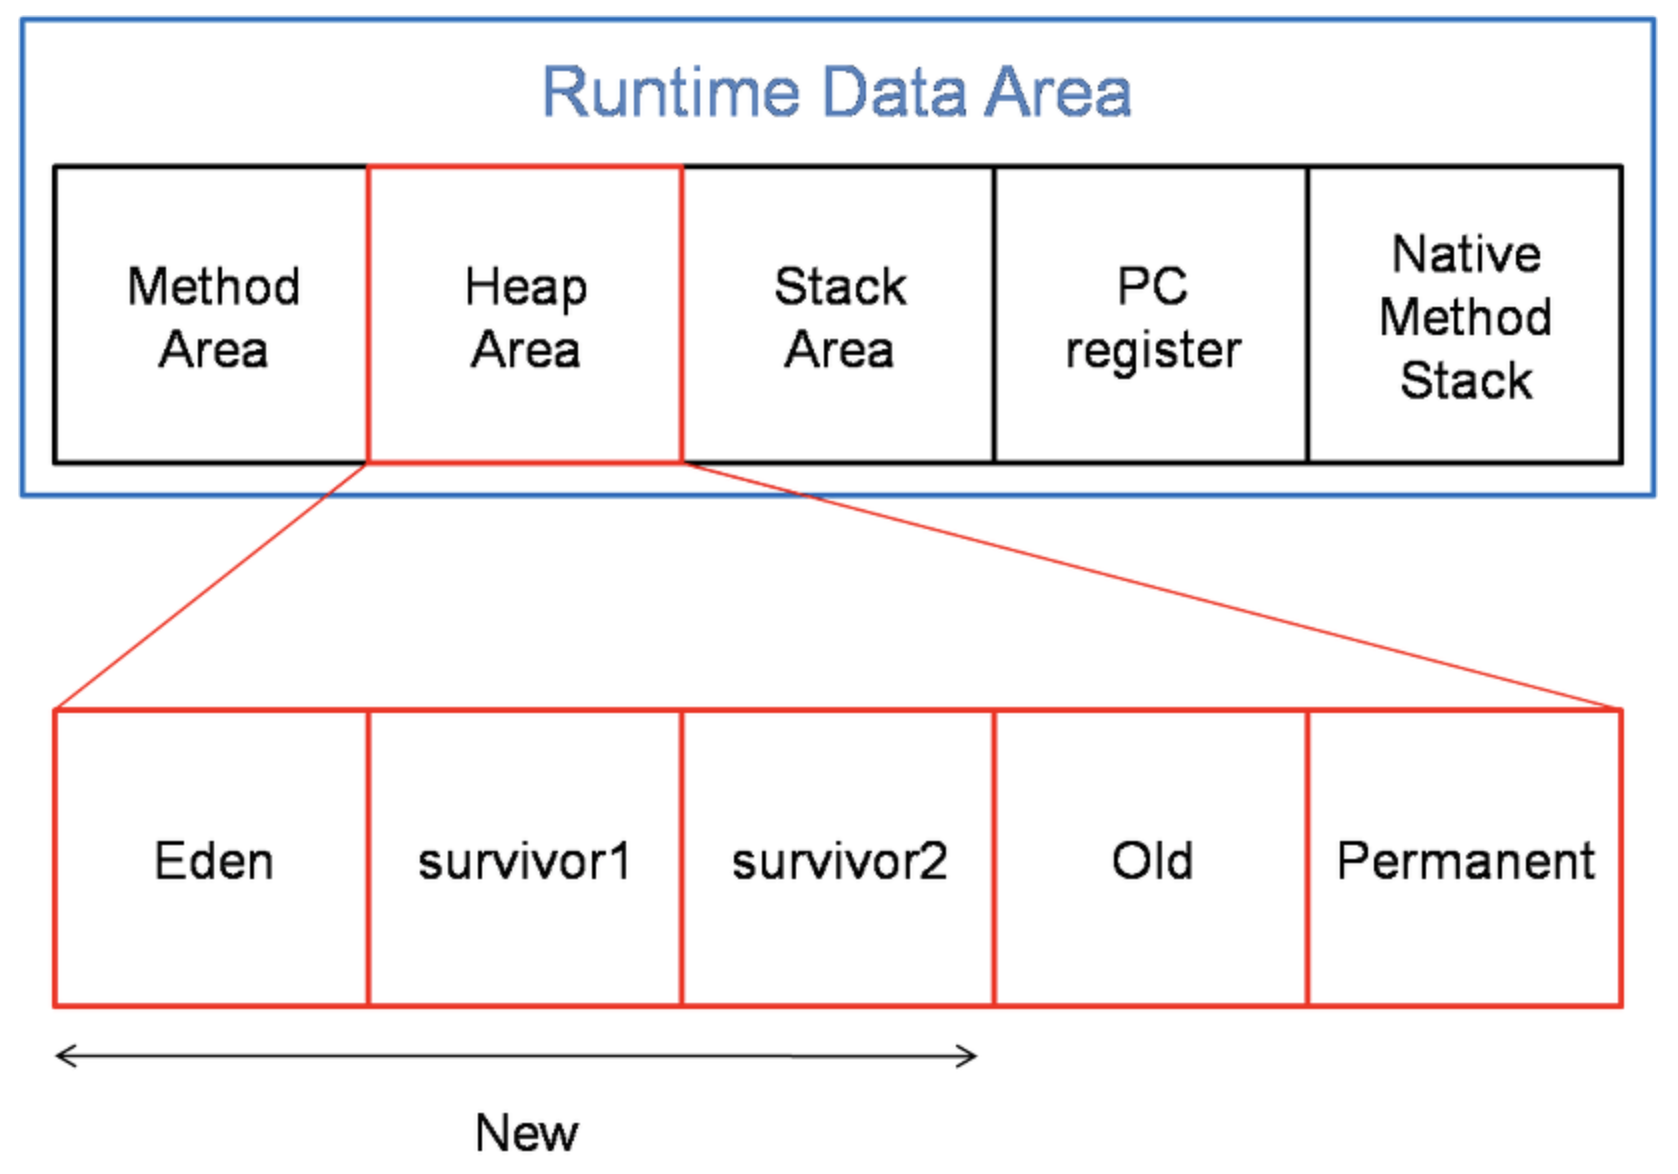 Runtime Data Area
Method
Area
Heap
Area
Stack
Area
PC
register
Native
Method
Stack
Eden
survivor1
survivor2
Old
Permanent
New